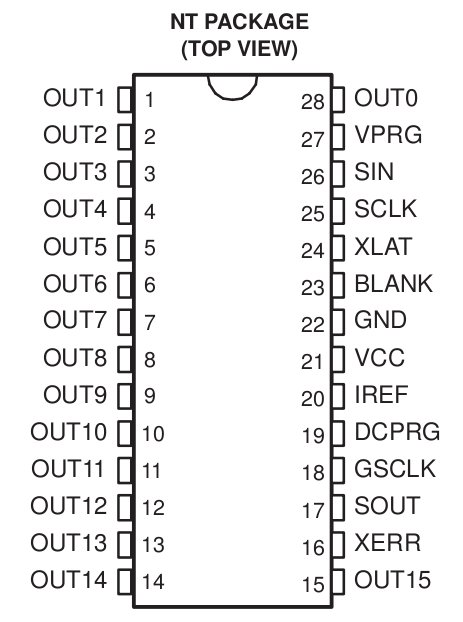 NT PACKAGE
(TOP VIEW)
OUT1 1 28 OUT0
OUT2 2 27 VPRG
OUT3 3 26 SIN
OUT4 4 25 SCLK
OUT5 5 24 XLAT
OUT6 6 23 BLANK
OUT7 7 22 GND
OUT8 8 21 VCC
OUT9 9 20 IREF
OUT10 10 19 DCPRG
OUT11 11 18 GSCLK
OUT12 12 17 SOUT
OUT13 13 16 XERR
OUT14 14 15 OUT15